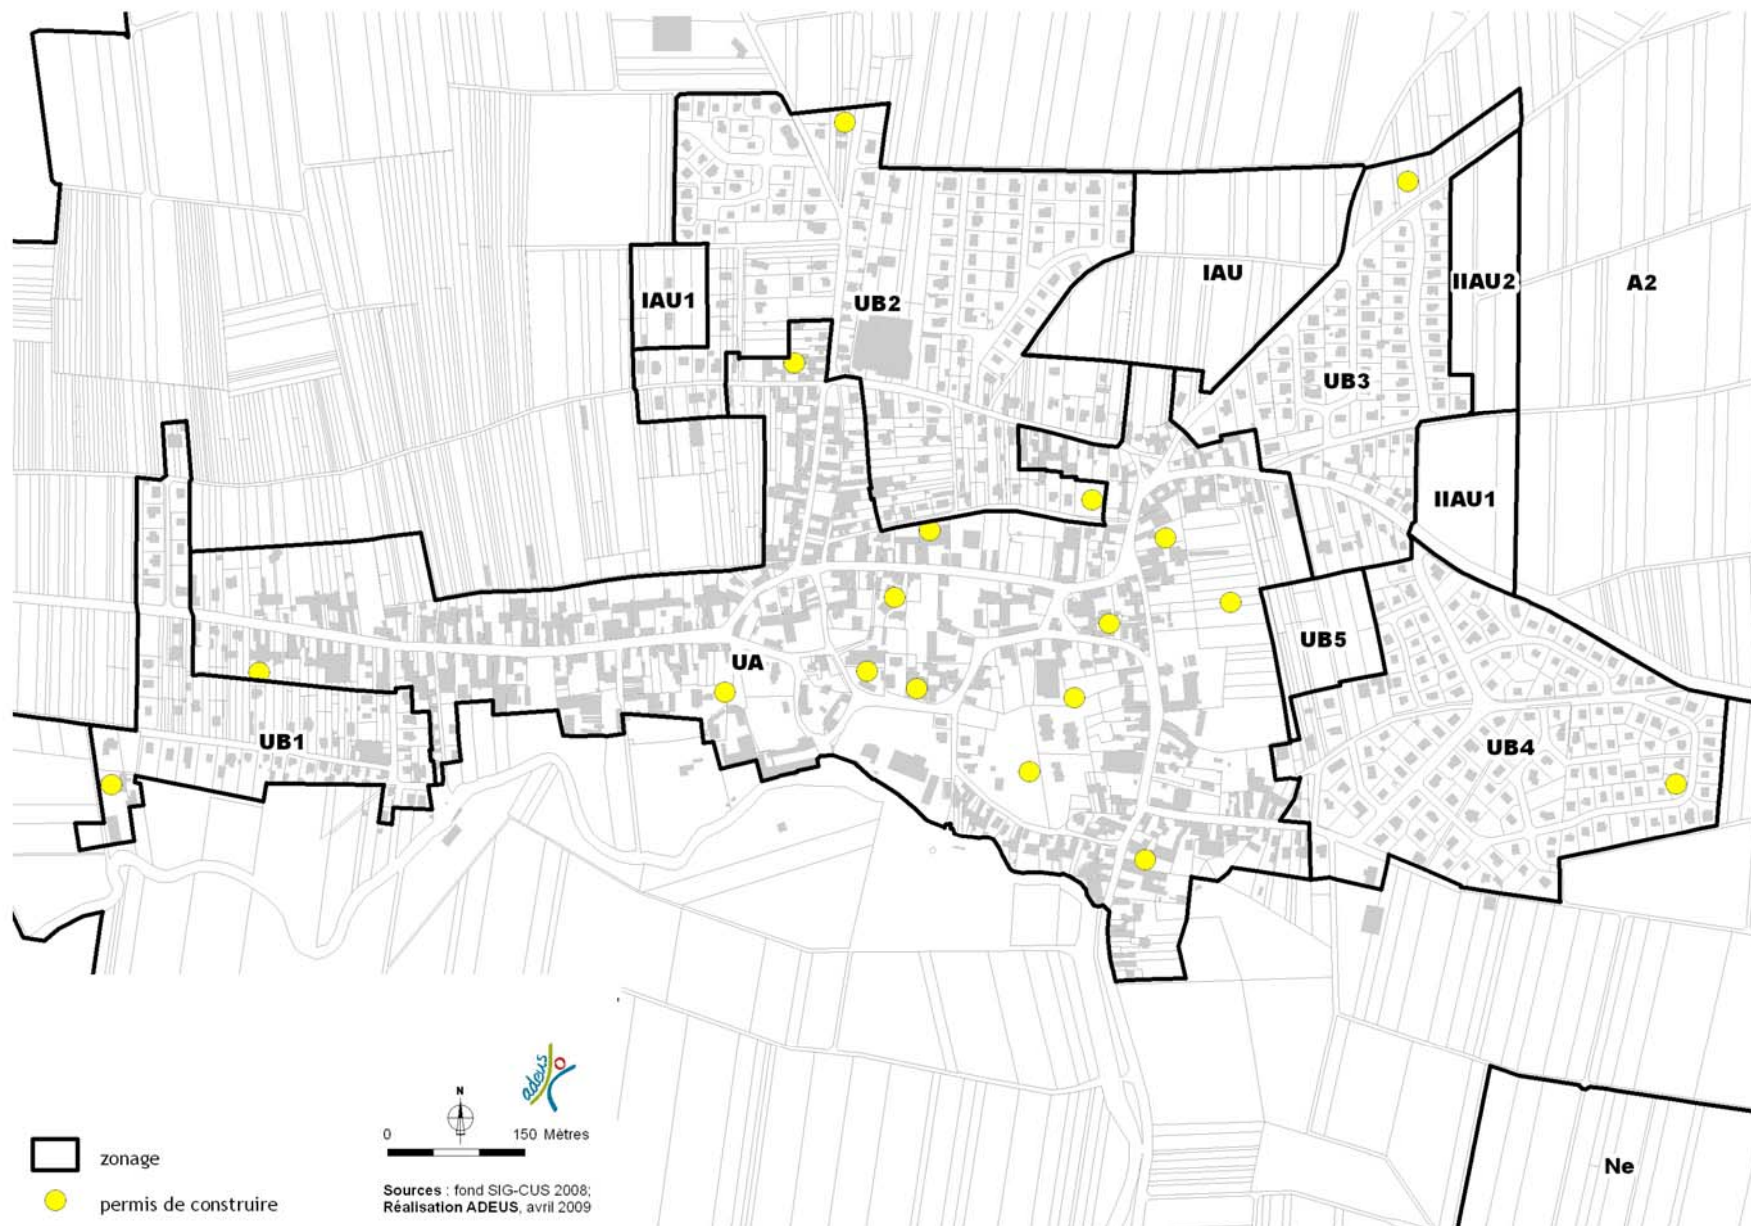 IAU
IIAU2
A2
IAU1
UB2
UB3
IIAU1
UB5
UA
UB1
UB4
adeus
N
0 150 Mètres
zonage
permis de construire
Sources : fond SIG-CUS 2008;
Réalisation ADEUS, avril 2009
Ne